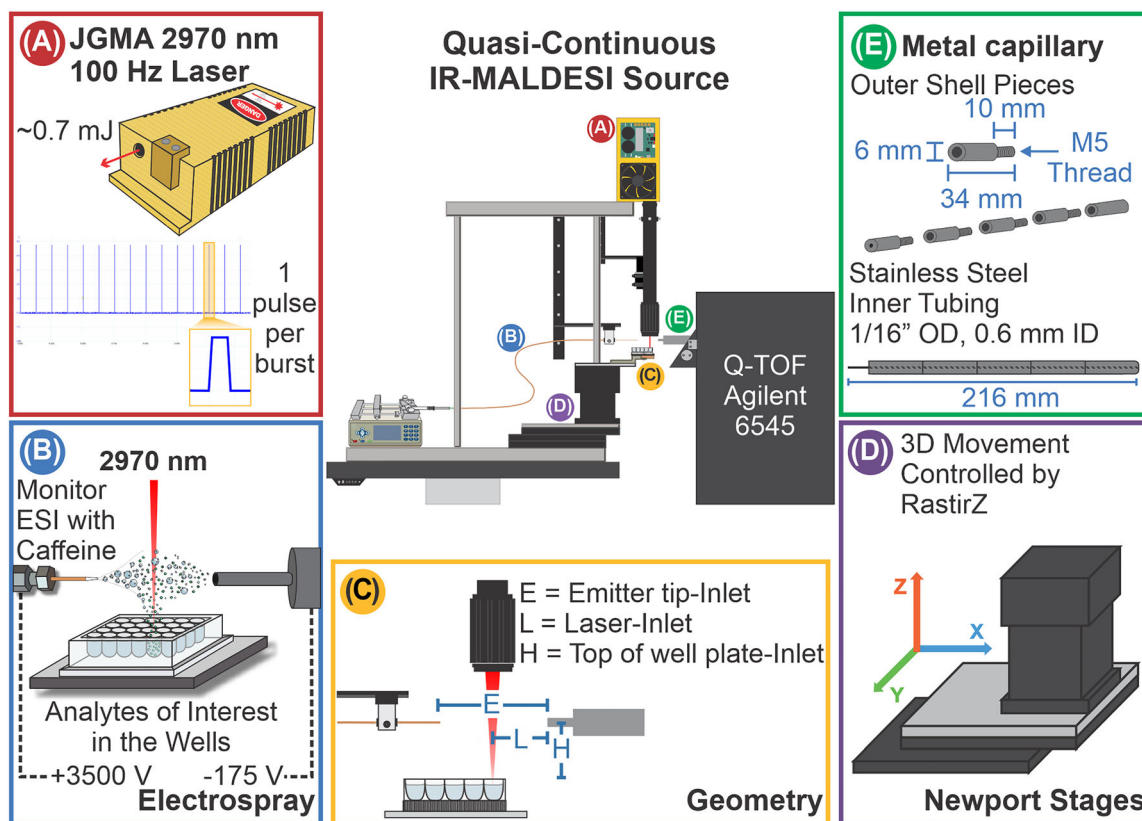 (A) JGMA 2970 nm
100 Hz Laser
~0.7 mJ
DANGER
1
pulse
per
burst
Quasi-Continuous
IR-MALDESI Source
(A)
(B)
(C)
(D)
(E)
Q-TOF
Agilent
6545
(E) Metal capillary
Outer Shell Pieces
10 mm
6 mm
M5
Thread
34 mm
Stainless Steel
Inner Tubing
1/16” OD, 0.6 mm ID
216 mm
(B)
2970 nm
Monitor
ESI with
Caffeine
Analytes of Interest
in the Wells
+3500 V
-175 V
Electrospray
(C)
E = Emitter tip-Inlet
L = Laser-Inlet
H = Top of well plate-Inlet
E
L
H
Geometry
(D) 3D Movement
Controlled by
RastirZ
Z
X
Y
Newport Stages